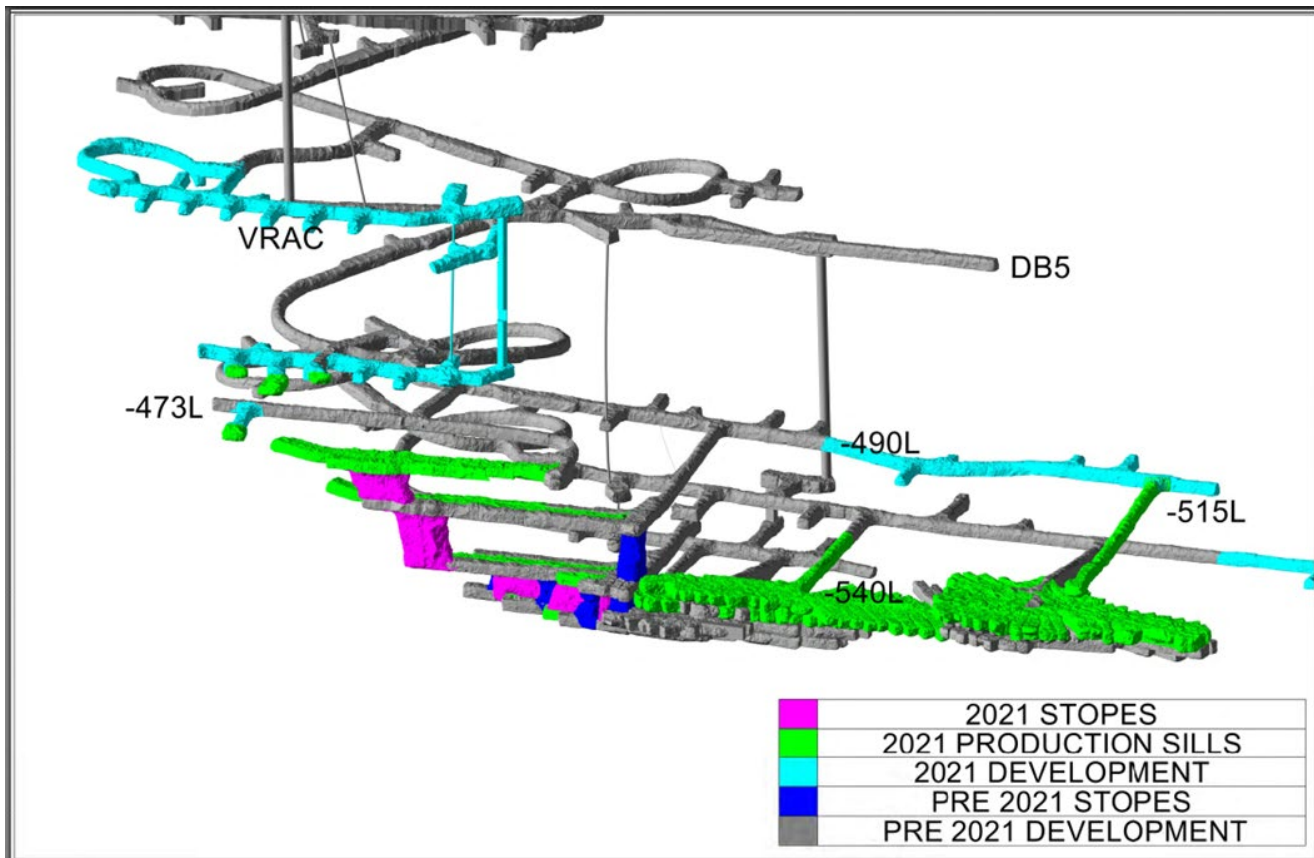 VRAC
DB5
-473L
-490L
-515L
-540L
2021 STOPES
2021 PRODUCTION SILLS
2021 DEVELOPMENT
PRE 2021 STOPES
PRE 2021 DEVELOPMENT